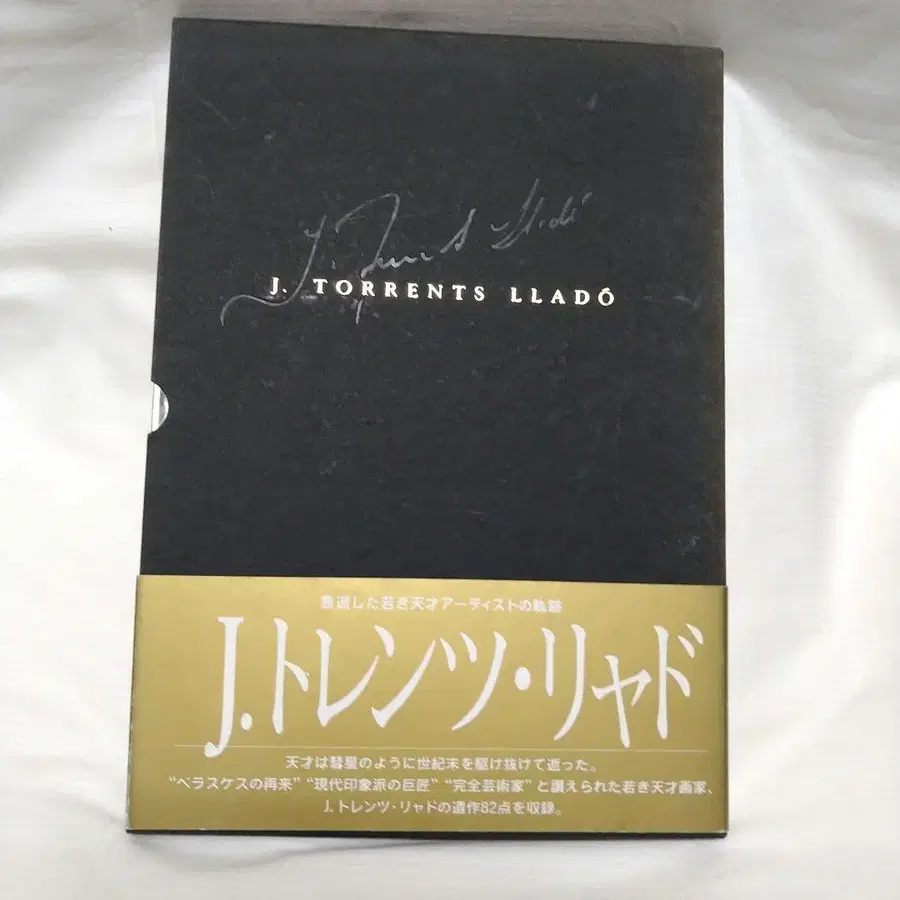 J. Torrents Lladó
J. TORRENTS LLADÓ
急逝した若き天才アーティストの軌跡
J.トレンツ・リャド
天才は彗星のように世紀末を駆け抜けて逝った。
“ベラスケスの再来”“現代印象派の巨匠”“完全芸術家”と讃えられた若き天才画家、
J.トレンツ・リャドの遺作82点を収録。